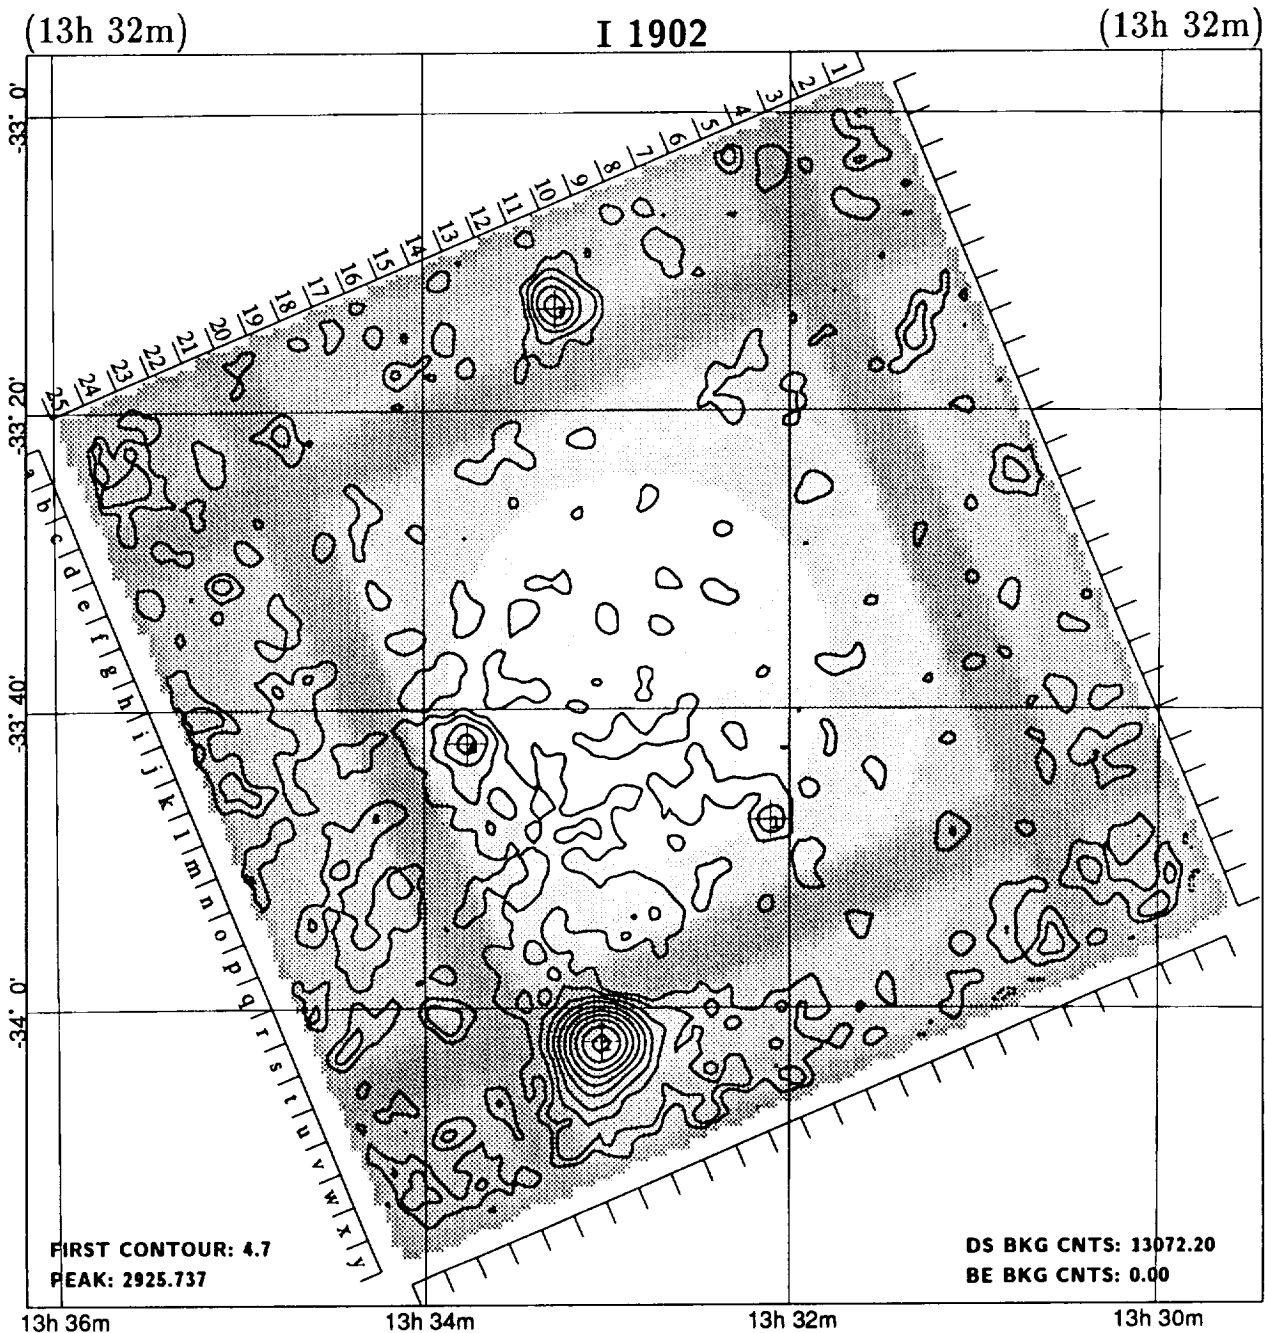 (13h 32m) I 1902 (13h 32m)
1
2
3
4
5
6
7
8
9
10
11
12
13
14
15
16
17
18
19
20
21
22
23
24
25
-33° 0'
-33° 20'
-33° 40'
-34° 0'
a
b
c
d
e
f
g
h
i
j
k
l
m
n
o
p
q
r
s
t
u
v
w
x
y
FIRST CONTOUR: 4.7
PEAK: 2925.737
DS BKG CNTS: 13072.20
BE BKG CNTS: 0.00
13h 36m 13h 34m 13h 32m 13h 30m